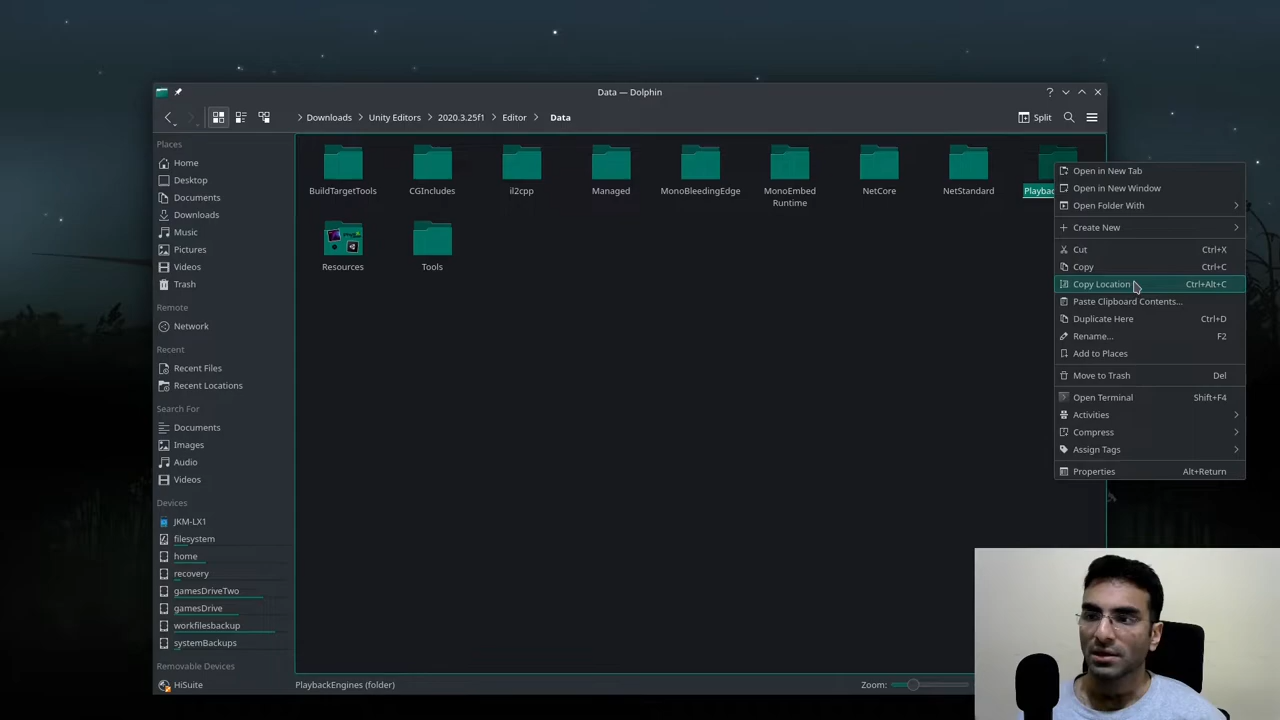 Data — Dolphin
Downloads
Unity Editors
2020.3.25f1
Editor
Data
Split
Places
Home
Desktop
Documents
Downloads
Music
Pictures
Videos
Trash
Remote
Network
Recent
Recent Files
Recent Locations
Search For
Documents
Images
Audio
Videos
Devices
JKM-LX1
filesystem
home
recovery
gamesDriveTwo
gamesDrive
workfilesbackup
systemBackups
Removable Devices
HiSuite
BuildTargetTools
CGIncludes
il2cpp
Managed
MonoBleedingEdge
MonoEmbed
Runtime
NetCore
NetStandard
Resources
Tools
Open in New Tab
Open in New Window
Open Folder With
Create New
Cut Ctrl+X
Copy Ctrl+C
Copy Location Ctrl+Alt+C
Paste Clipboard Contents...
Duplicate Here Ctrl+D
Rename... F2
Add to Places
Move to Trash Del
Open Terminal Shift+F4
Activities
Compress
Assign Tags
Properties Alt+Return
PlaybackEngines (folder)
Zoom: